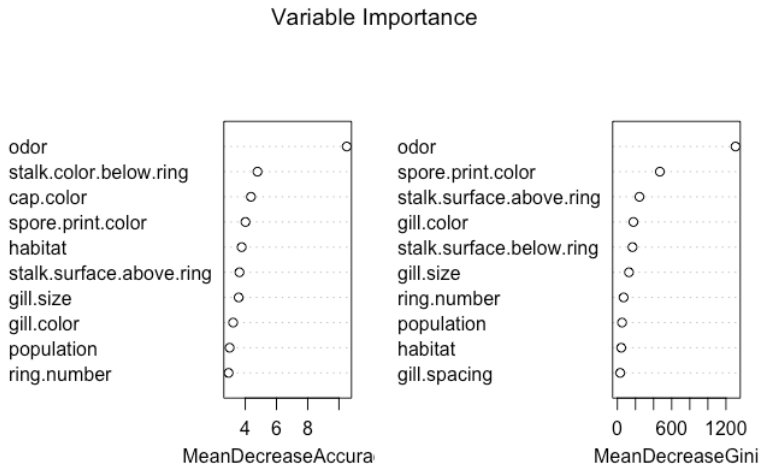 Variable Importance
odor
stalk.color.below.ring
cap.color
spore.print.color
habitat
stalk.surface.above.ring
gill.size
gill.color
population
ring.number
4 6 8
MeanDecreaseAccura
odor
spore.print.color
stalk.surface.above.ring
gill.color
stalk.surface.below.ring
gill.size
ring.number
population
habitat
gill.spacing
0 600 1200
MeanDecreaseGini